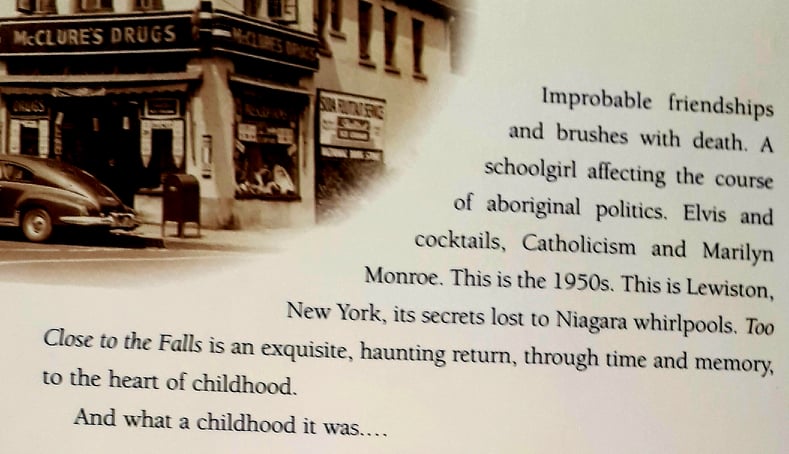 McCLURE'S DRUGS
McCLURE'S DRUGS
DRUGS
SODA FOUNTAIN SERVICE
Improbable friendships
and brushes with death. A
schoolgirl affecting the course
of aboriginal politics. Elvis and
cocktails, Catholicism and Marilyn
Monroe. This is the 1950s. This is Lewiston,
New York, its secrets lost to Niagara whirlpools. Too
Close to the Falls is an exquisite, haunting return, through time and memory,
to the heart of childhood.
And what a childhood it was....